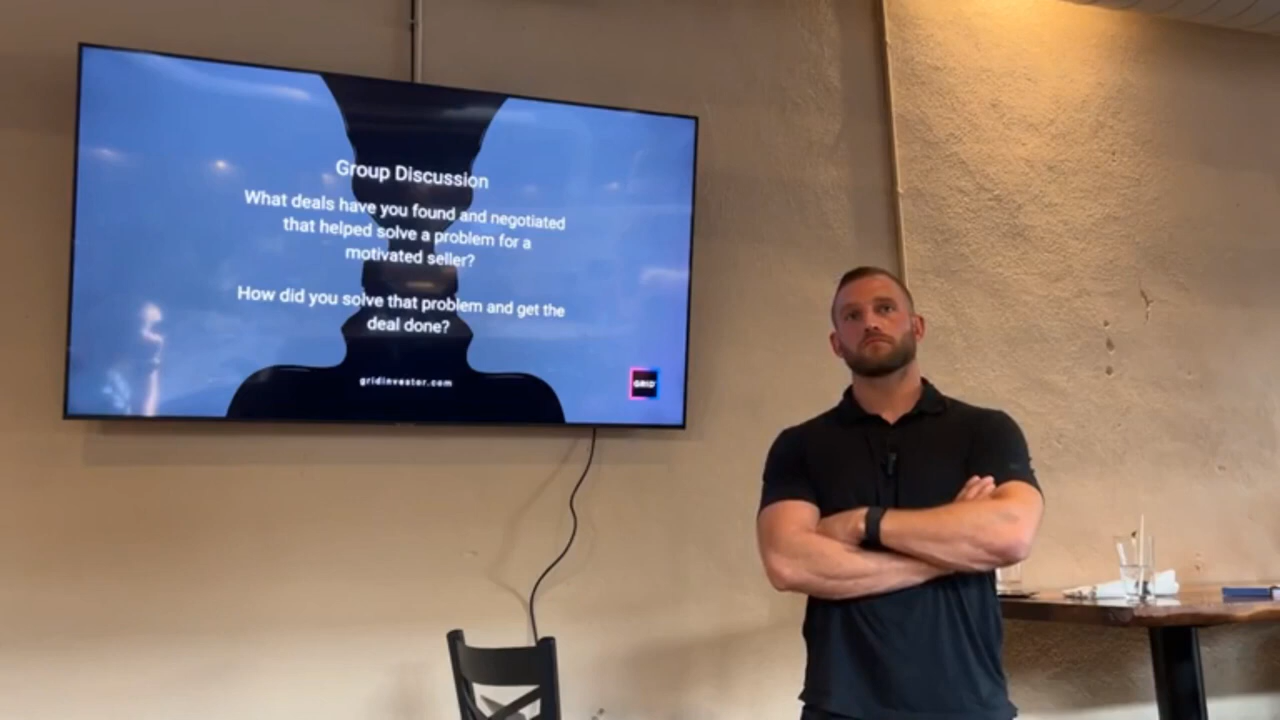 Group Discussion
What deals have you found and negotiated
that helped solve a problem for a
motivated seller?
How did you solve that problem and get the
deal done?
gridinvestor.com
GRID